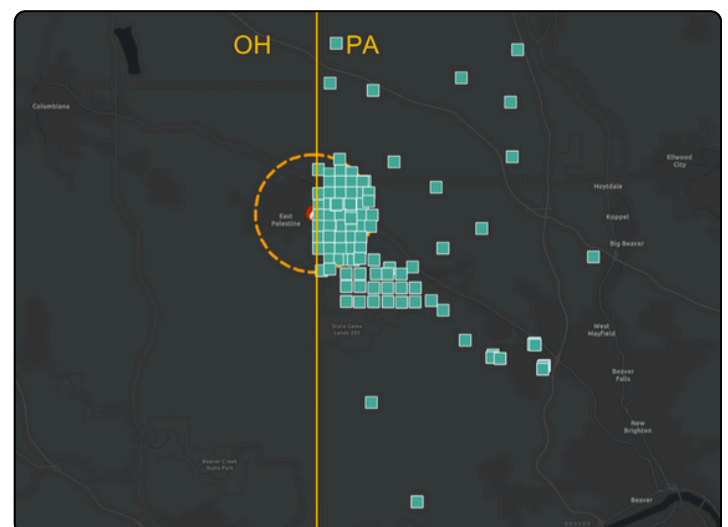 OH
PA
Columbiana
Ellwood
City
Hoytdale
Koppel
East
Palestine
Big Beaver
State Game
Lands 285
West
Mayfield
Beaver
Falls
New
Brighton
Beaver Creek
State Park
Beaver
BEAVER